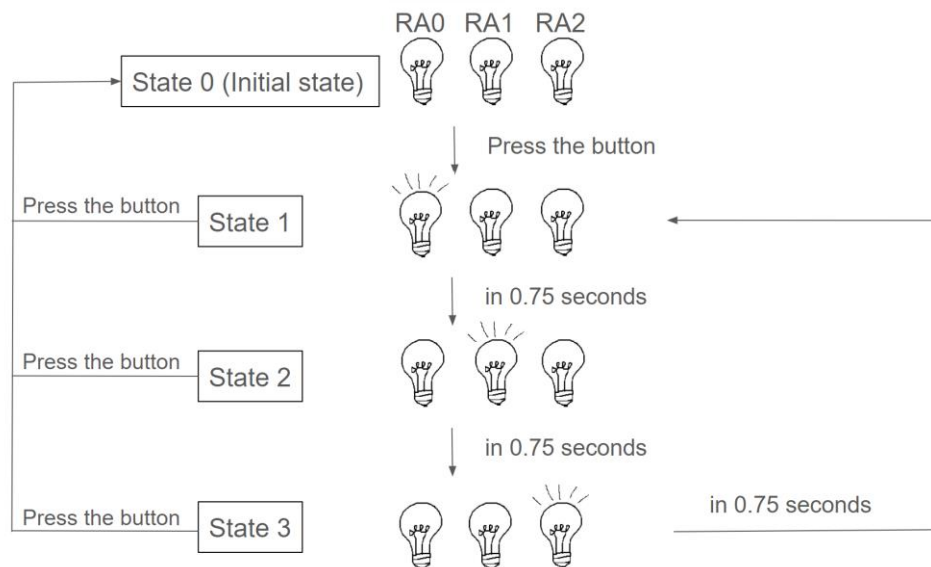 RA0 RA1 RA2
State 0 (Initial state)
Press the button
Press the button
State 1
in 0.75 seconds
Press the button
State 2
in 0.75 seconds
Press the button
State 3
in 0.75 seconds